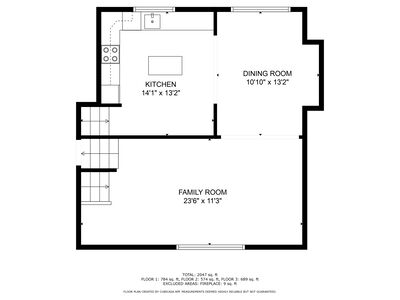 KITCHEN
14'1" x 13'2"
DINING ROOM
10'10" x 13'2"
FAMILY ROOM
23'6" x 11'3"
TOTAL: 2047 sq. ft
FLOOR 1: 784 sq. ft, FLOOR 2: 574 sq. ft, FLOOR 3: 689 sq. ft
EXCLUDED AREAS: FIREPLACE: 9 sq. ft
FLOOR PLAN CREATED BY CUBICASA APP. MEASUREMENTS DEEMED HIGHLY RELIABLE BUT NOT GUARANTEED.